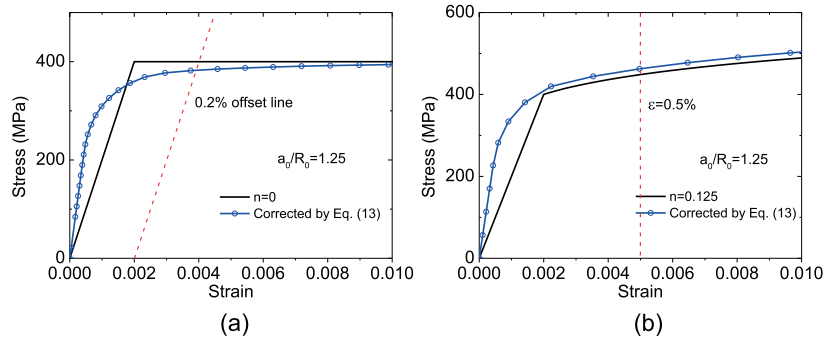 400
200
0
0.000 0.002 0.004 0.006 0.008 0.010
Stress (MPa)
Strain
0.2% offset line
a0/R0=1.25
n=0
Corrected by Eq. (13)
(a)
600
400
200
0
0.000 0.002 0.004 0.006 0.008 0.010
Stress (MPa)
Strain
ε=0.5%
a0/R0=1.25
n=0.125
Corrected by Eq. (13)
(b)